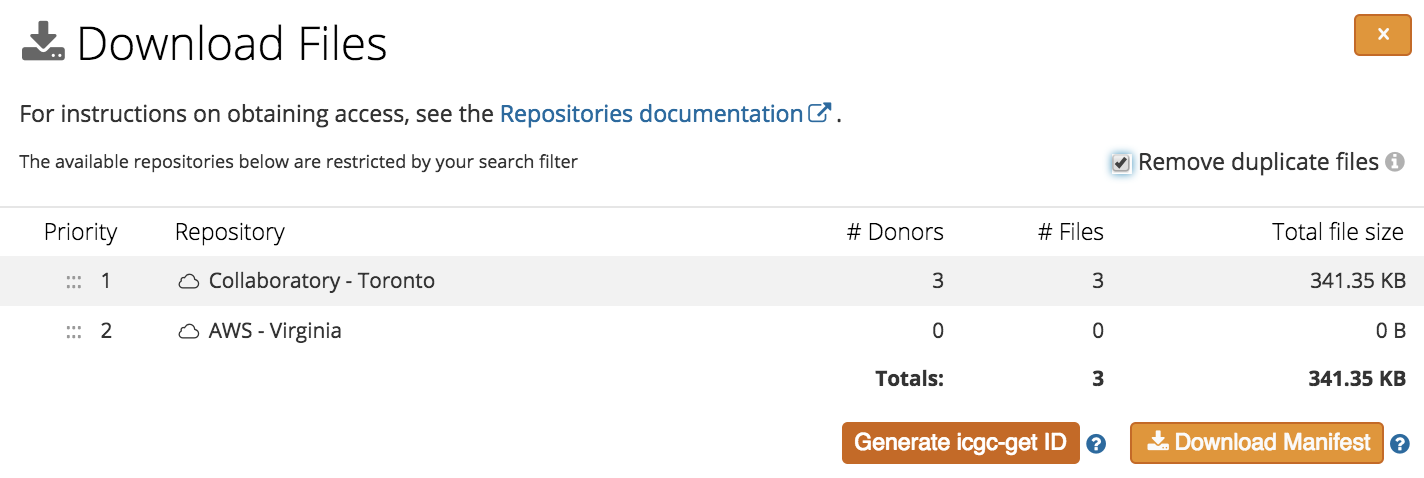 Download Files
×
For instructions on obtaining access, see the Repositories documentation .
The available repositories below are restricted by your search filter
Remove duplicate files
Priority Repository # Donors # Files Total file size
1 Collaboratory - Toronto 3 3 341.35 KB
2 AWS - Virginia 0 0 0 B
Totals: 3 341.35 KB
Generate icgc-get ID ? Download Manifest ?